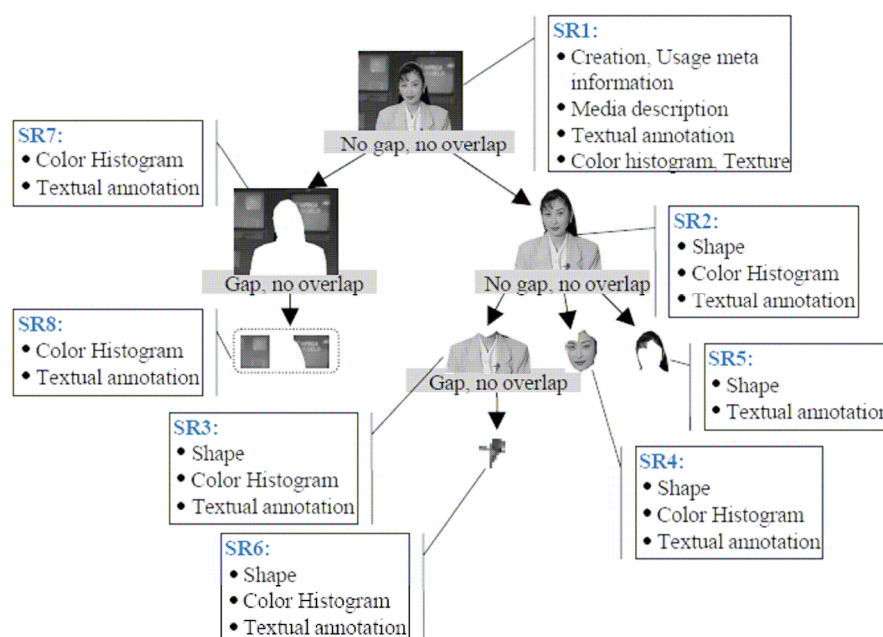 SR1:
• Creation, Usage meta
information
• Media description
• Textual annotation
• Color histogram, Texture
No gap, no overlap
SR7:
• Color Histogram
• Textual annotation
SR2:
• Shape
• Color Histogram
• Textual annotation
Gap, no overlap
No gap, no overlap
SR8:
• Color Histogram
• Textual annotation
SR5:
• Shape
• Textual annotation
Gap, no overlap
SR3:
• Shape
• Color Histogram
• Textual annotation
SR4:
• Shape
• Color Histogram
• Textual annotation
SR6:
• Shape
• Color Histogram
• Textual annotation